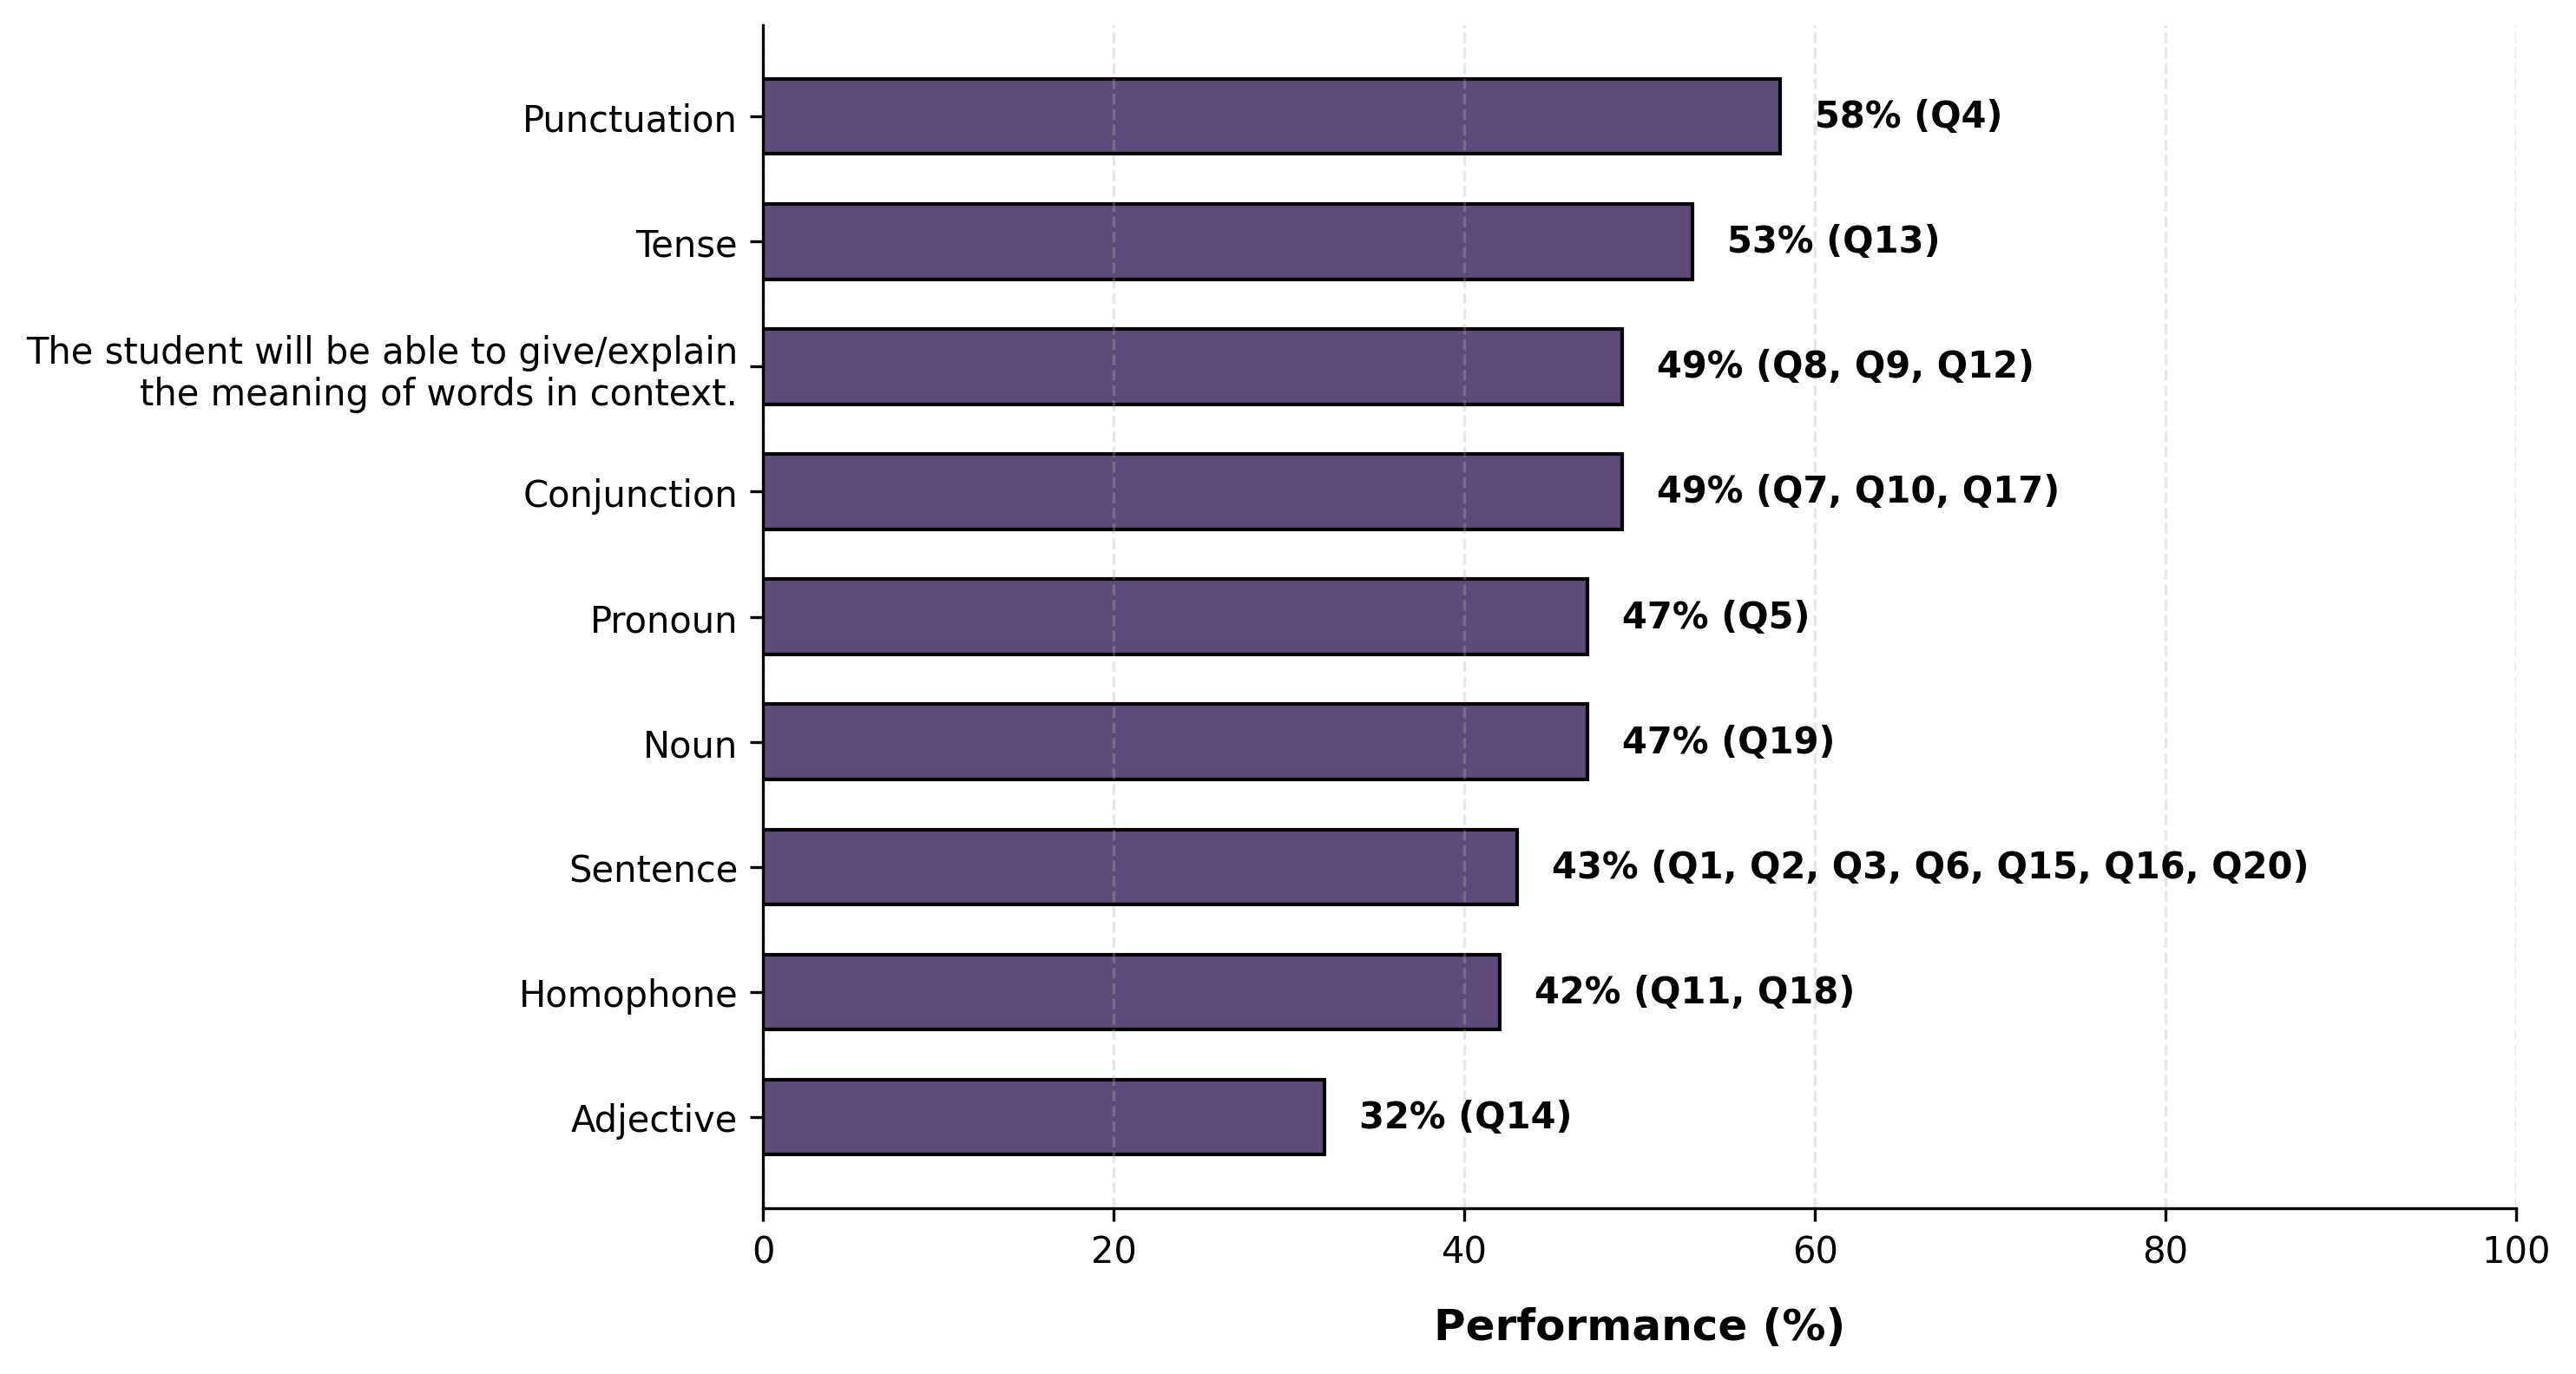 Punctuation 58% (Q4)
Tense 53% (Q13)
The student will be able to give/explain
the meaning of words in context. 49% (Q8, Q9, Q12)
Conjunction 49% (Q7, Q10, Q17)
Pronoun 47% (Q5)
Noun 47% (Q19)
Sentence 43% (Q1, Q2, Q3, Q6, Q15, Q16, Q20)
Homophone 42% (Q11, Q18)
Adjective 32% (Q14)
0 20 40 60 80 100
Performance (%)